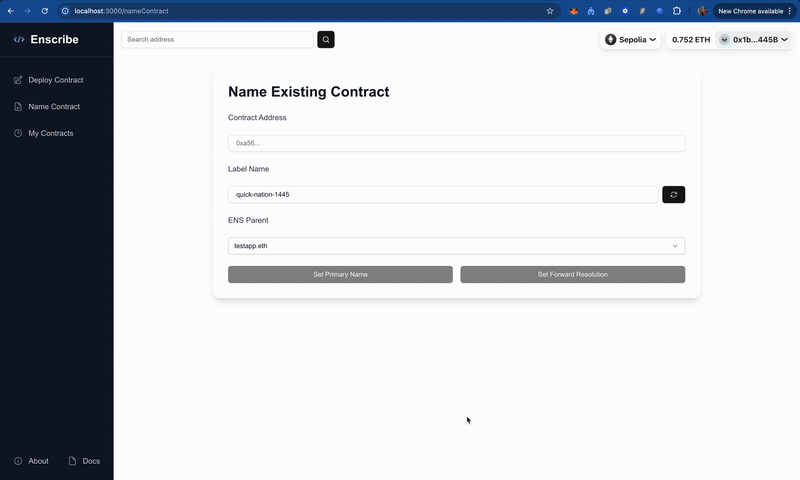 localhost:3000/nameContract
New Chrome available
Enscribe
Search address
Sepolia
0.752 ETH
0x1b...445B
Deploy Contract
Name Contract
My Contracts
Name Existing Contract
Contract Address
0xa56...
Label Name
quick-nation-1445
ENS Parent
testapp.eth
Set Primary Name
Set Forward Resolution
About
Docs